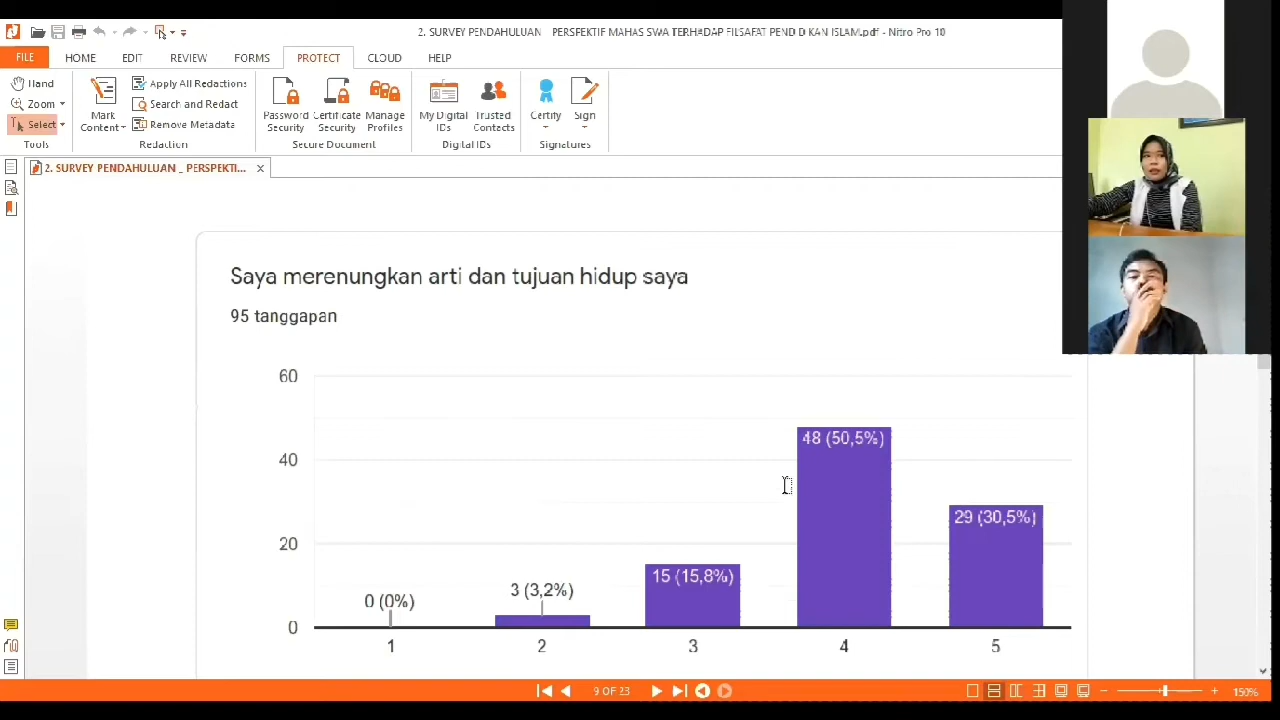 2. SURVEY PENDAHULUAN _ PERSPEKTIF MAHASISWA TERHADAP FILSAFAT PENDIDIKAN ISLAM.pdf - Nitro Pro 10
FILE HOME EDIT REVIEW FORMS PROTECT CLOUD HELP
Hand
Zoom
Select
Tools
Mark Content
Apply All Redactions
Search and Redact
Remove Metadata
Redaction
Password Security
Certificate Security
Manage Profiles
Secure Document
My Digital IDs
Trusted Contacts
Digital IDs
Certify
Sign
Signatures
2. SURVEY PENDAHULUAN _ PERSPEKTI...
Saya merenungkan arti dan tujuan hidup saya
95 tanggapan
60
40
20
0
0 (0%)
3 (3,2%)
15 (15,8%)
48 (50,5%)
29 (30,5%)
1 2 3 4 5
9 OF 23
150%